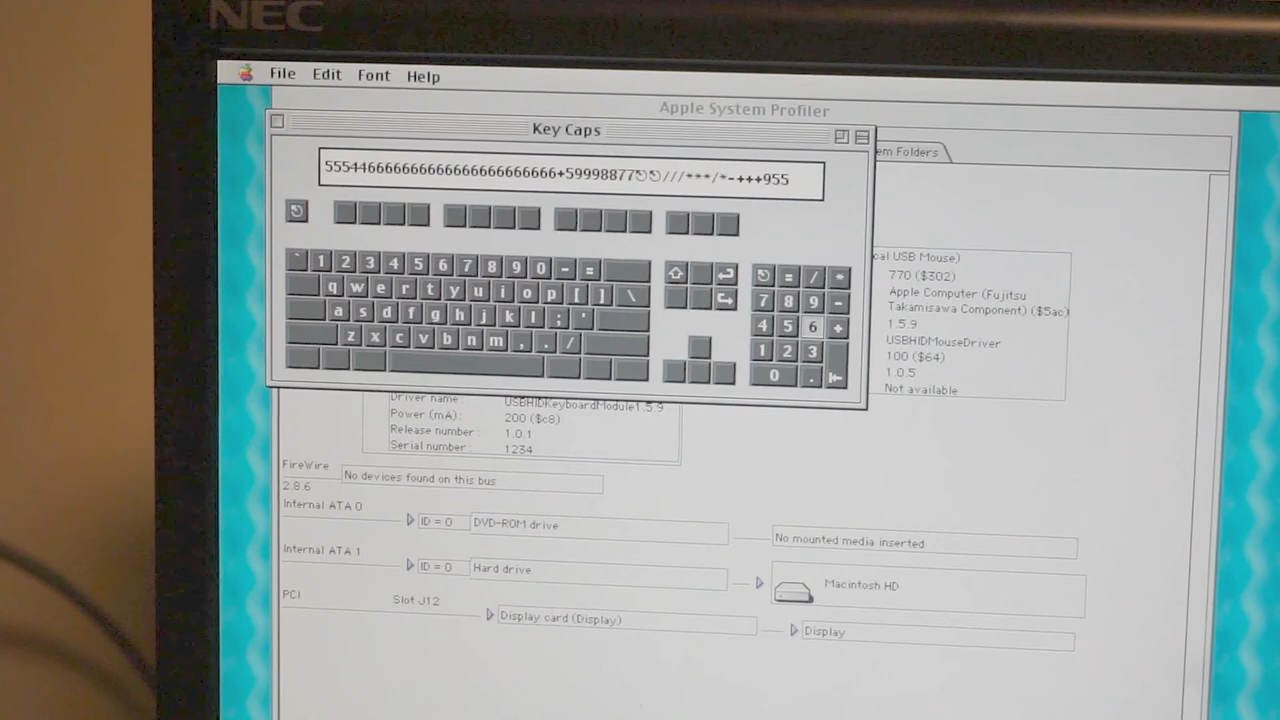 NEC
File Edit Font Help
Apple System Profiler
Key Caps
em Folders
` 1 2 3 4 5 6 7 8 9 0 - = = / *
q w e r t y u i o p [ ] \ 7 8 9 -
a s d f g h j k l ; ' 4 5 6 +
z x c v b n m , . / 1 2 3
0 .
cal USB Mouse)
770 ($302)
Apple Computer (Fujitsu
Takamisawa Component) ($5ac)
1.5.9
USBHIDMouseDriver
100 ($64)
1.0.5
Not available
Driver name : USBHIDKeyboardModule1.5.9
Power (mA): 200 ($c8)
Release number : 1.0.1
Serial number : 1234
FireWire
2.8.6
No devices found on this bus
Internal ATA 0
ID = 0 DVD-ROM drive
No mounted media inserted
Internal ATA 1
ID = 0 Hard drive
Macintosh HD
PCI Slot J12
Display card (Display)
Display